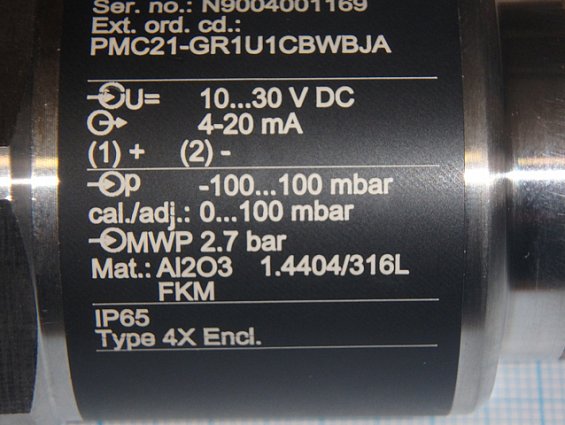 Ser. no.: N9004001169
Ext. ord. cd.:
PMC21-GR1U1CBWBJA
U= 10...30 V DC
4-20 mA
(1) + (2) -
p -100...100 mbar
cal./adj.: 0...100 mbar
MWP 2.7 bar
Mat.: Al2O3 1.4404/316L
FKM
IP65
Type 4X Encl.